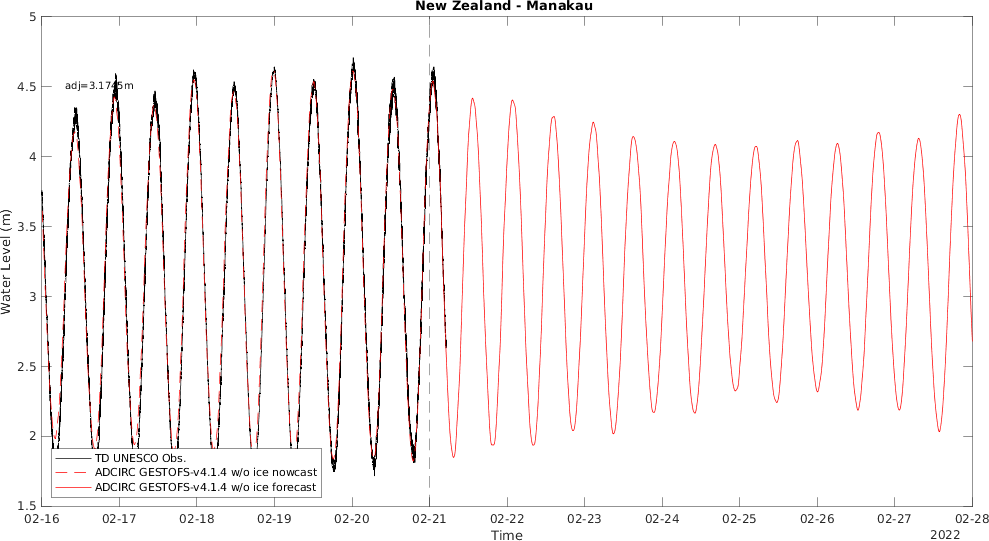 New Zealand - Manakau
5
4.5
4
3.5
3
2.5
2
1.5
Water Level (m)
adj=3.1745m
TD UNESCO Obs.
ADCIRC GESTOFS-v4.1.4 w/o ice nowcast
ADCIRC GESTOFS-v4.1.4 w/o ice forecast
02-16 02-17 02-18 02-19 02-20 02-21 02-22 02-23 02-24 02-25 02-26 02-27 02-28
Time
2022